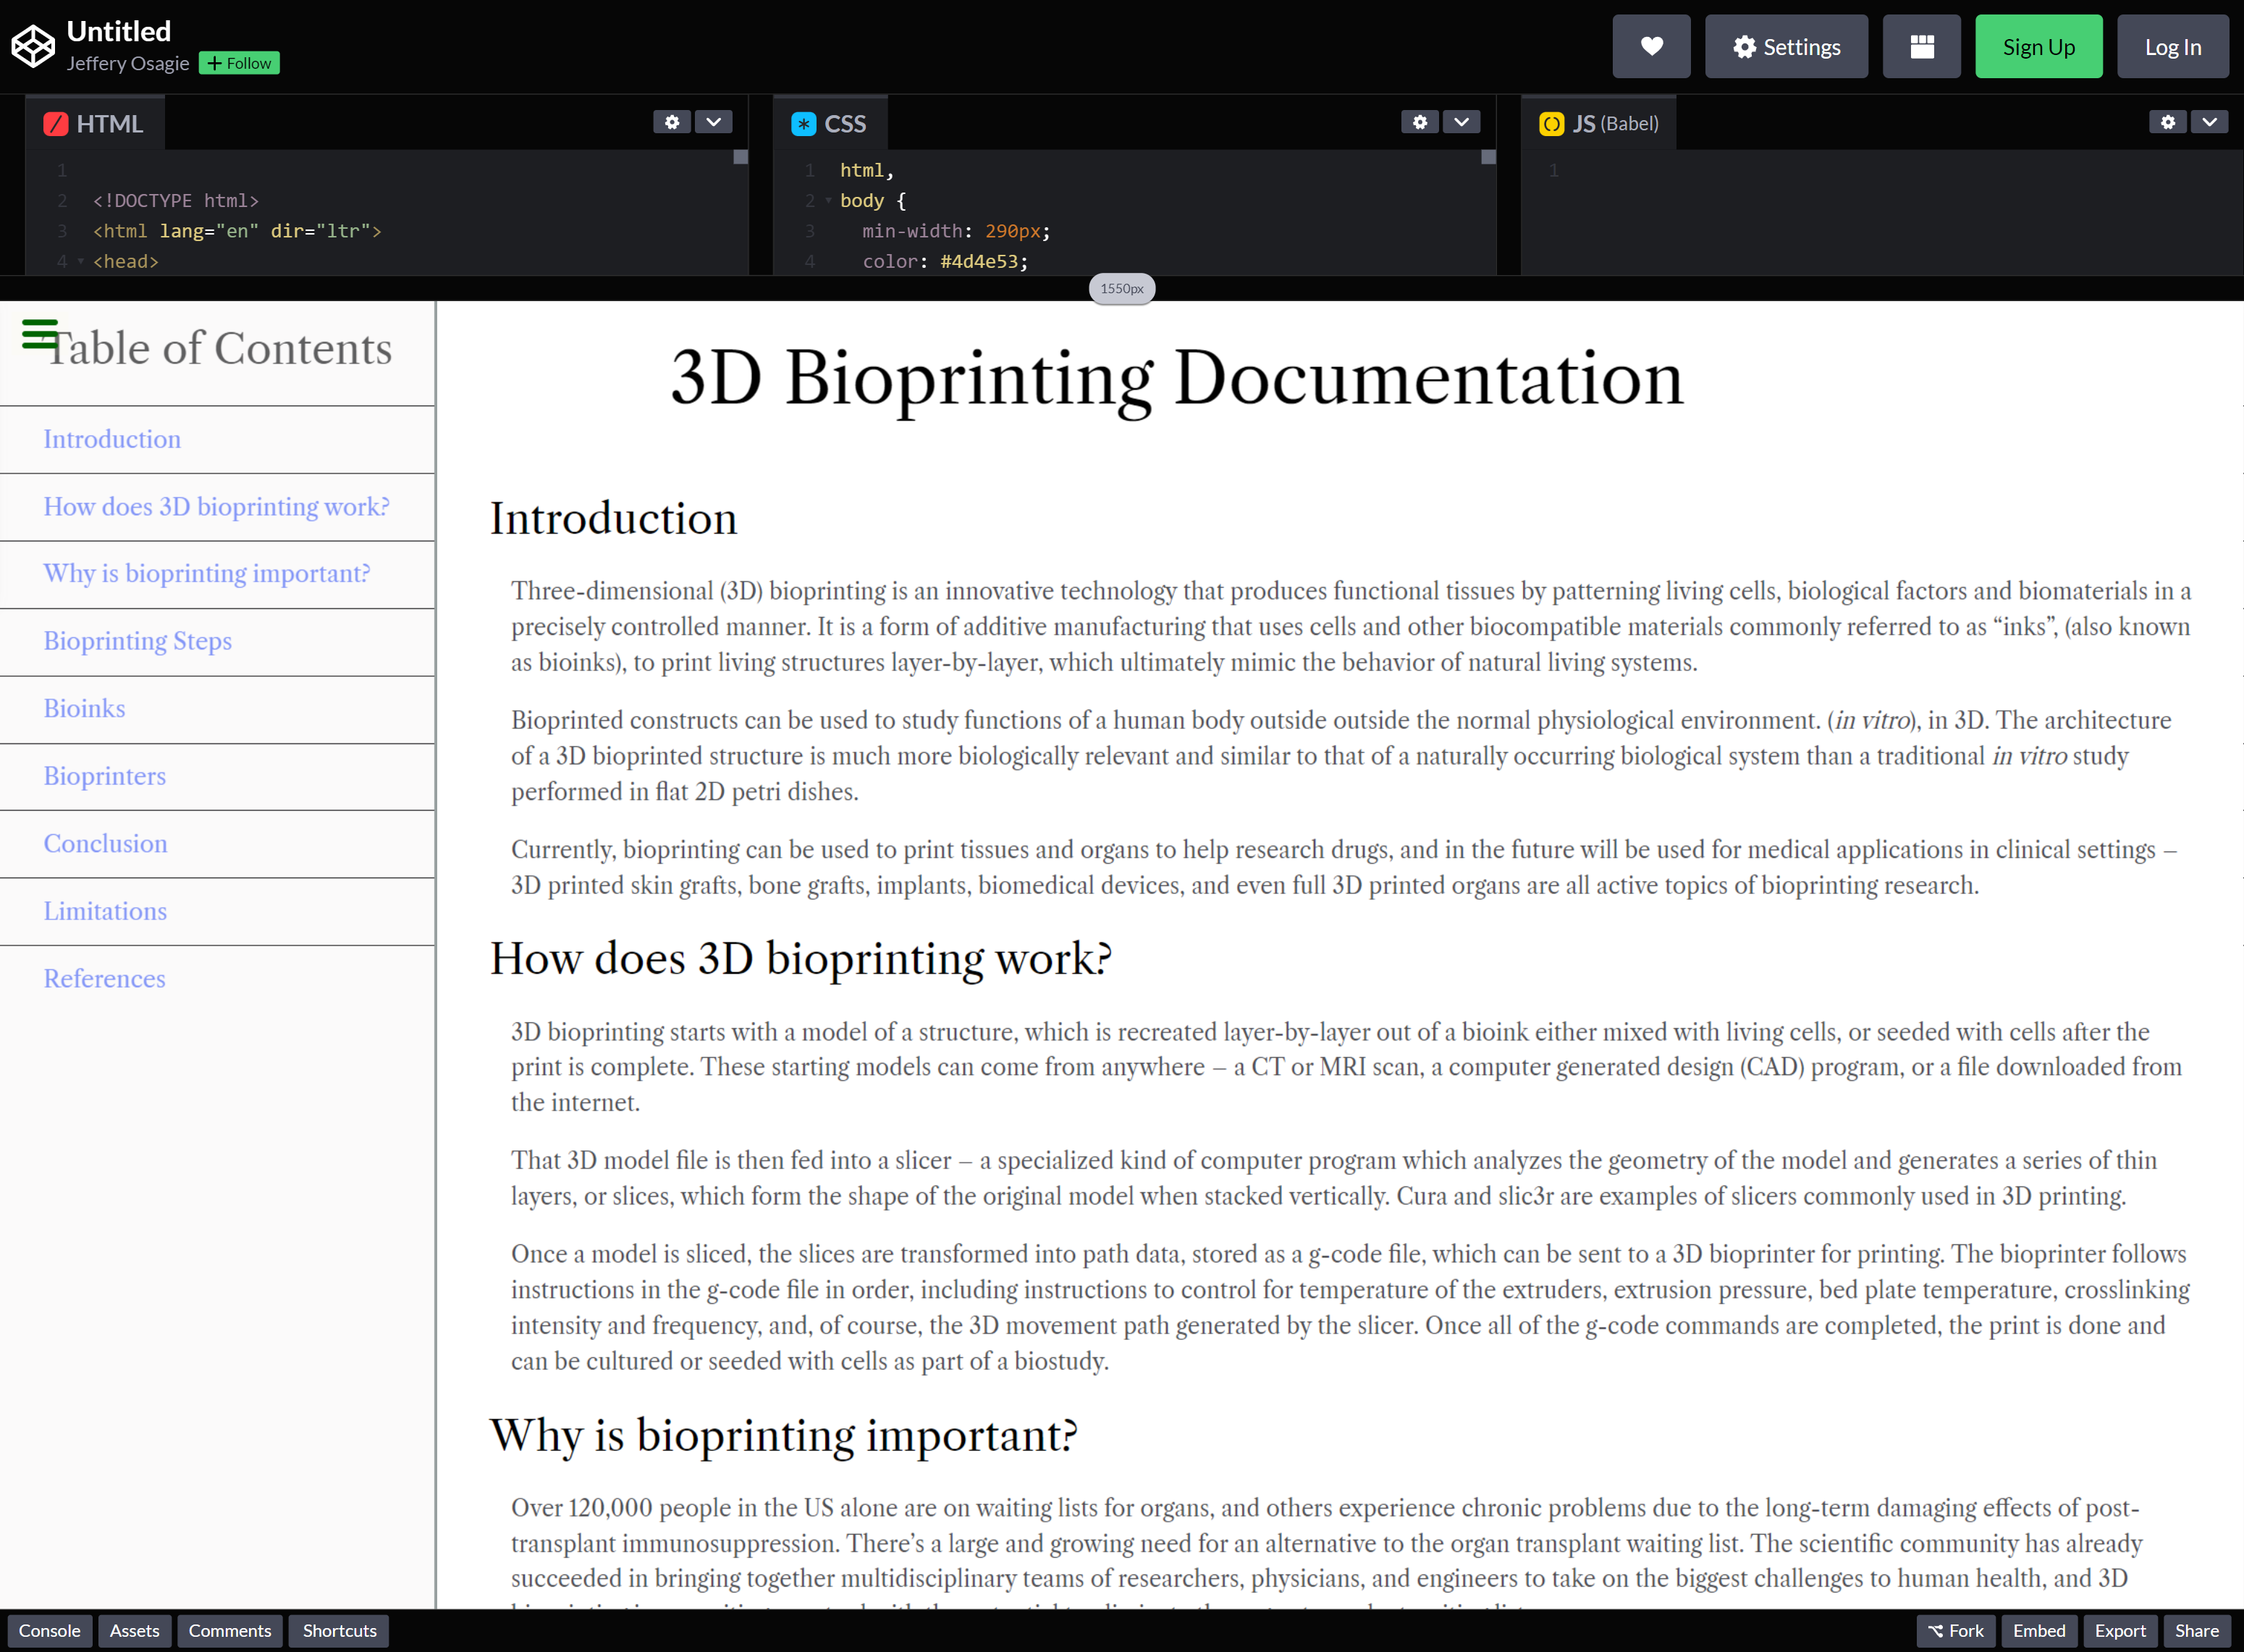 Untitled
Jeffery Osagie + Follow
Settings
Sign Up
Log In
HTML
1
2 <!DOCTYPE html>
3 <html lang="en" dir="ltr">
4 <head>
CSS
1 html,
2 body {
3 min-width: 290px;
4 color: #4d4e53;
JS (Babel)
1
1550px
Table of Contents
Introduction
How does 3D bioprinting work?
Why is bioprinting important?
Bioprinting Steps
Bioinks
Bioprinters
Conclusion
Limitations
References
3D Bioprinting Documentation
Introduction
Three-dimensional (3D) bioprinting is an innovative technology that produces functional tissues by patterning living cells, biological factors and biomaterials in a
precisely controlled manner. It is a form of additive manufacturing that uses cells and other biocompatible materials commonly referred to as “inks”, (also known
as bioinks), to print living structures layer-by-layer, which ultimately mimic the behavior of natural living systems.
Bioprinted constructs can be used to study functions of a human body outside outside the normal physiological environment. (in vitro), in 3D. The architecture
of a 3D bioprinted structure is much more biologically relevant and similar to that of a naturally occurring biological system than a traditional in vitro study
performed in flat 2D petri dishes.
Currently, bioprinting can be used to print tissues and organs to help research drugs, and in the future will be used for medical applications in clinical settings –
3D printed skin grafts, bone grafts, implants, biomedical devices, and even full 3D printed organs are all active topics of bioprinting research.
How does 3D bioprinting work?
3D bioprinting starts with a model of a structure, which is recreated layer-by-layer out of a bioink either mixed with living cells, or seeded with cells after the
print is complete. These starting models can come from anywhere – a CT or MRI scan, a computer generated design (CAD) program, or a file downloaded from
the internet.
That 3D model file is then fed into a slicer – a specialized kind of computer program which analyzes the geometry of the model and generates a series of thin
layers, or slices, which form the shape of the original model when stacked vertically. Cura and slic3r are examples of slicers commonly used in 3D printing.
Once a model is sliced, the slices are transformed into path data, stored as a g-code file, which can be sent to a 3D bioprinter for printing. The bioprinter follows
instructions in the g-code file in order, including instructions to control for temperature of the extruders, extrusion pressure, bed plate temperature, crosslinking
intensity and frequency, and, of course, the 3D movement path generated by the slicer. Once all of the g-code commands are completed, the print is done and
can be cultured or seeded with cells as part of a biostudy.
Why is bioprinting important?
Over 120,000 people in the US alone are on waiting lists for organs, and others experience chronic problems due to the long-term damaging effects of post-
transplant immunosuppression. There’s a large and growing need for an alternative to the organ transplant waiting list. The scientific community has already
succeeded in bringing together multidisciplinary teams of researchers, physicians, and engineers to take on the biggest challenges to human health, and 3D
Console
Assets
Comments
Shortcuts
Fork
Embed
Export
Share